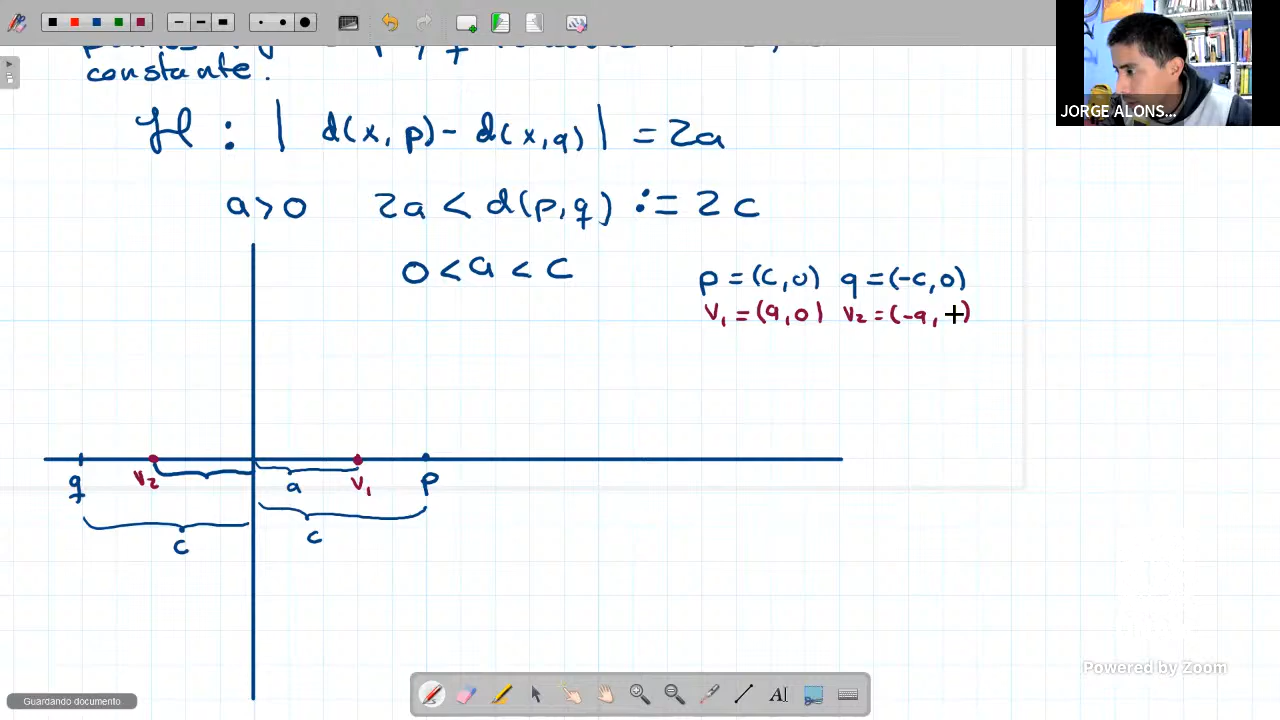 constante.
JORGE ALONS...
H : | d(x, p) - d(x, q) | = 2a
a > 0 2a < d(p, q) := 2c
0 < a < c
p = (c, 0) q = (-c, 0)
v1 = (a, 0) v2 = (-a, )
q v2 a v1 p
c c
Powered by Zoom
Guardando documento
AI